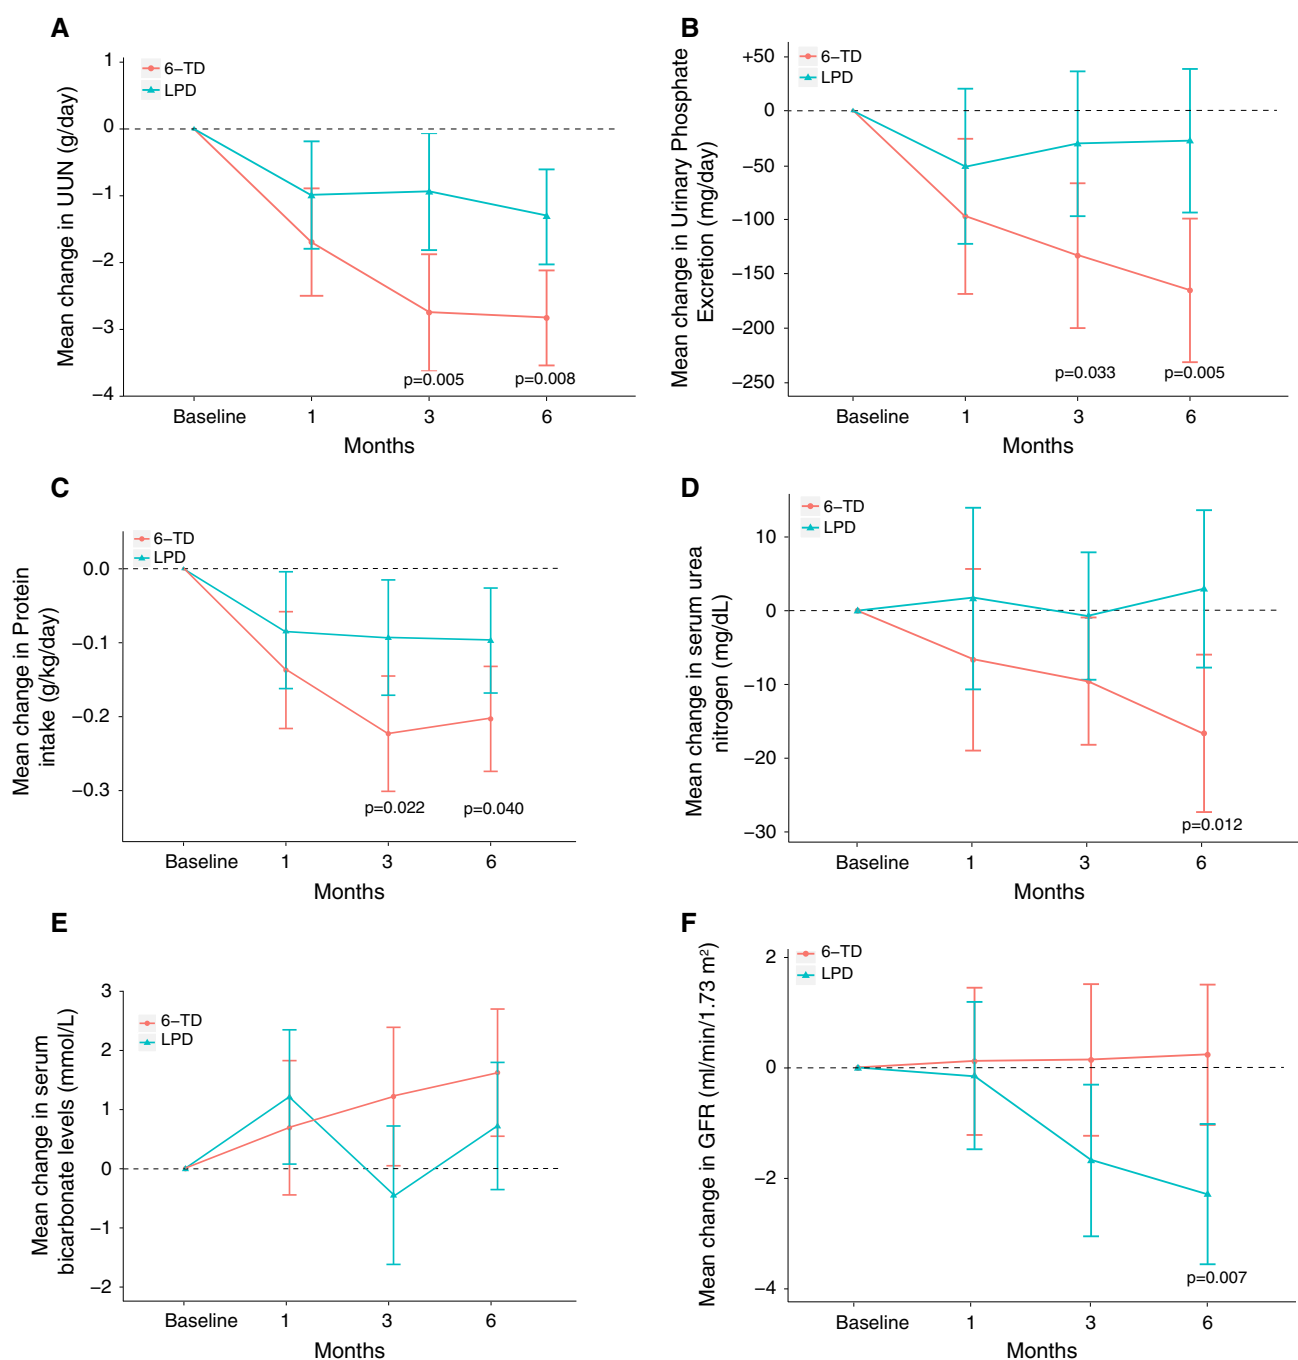 A
6–TD
LPD
Mean change in UUN (g/day)
1
0
−1
−2
−3
−4
p=0.005
p=0.008
Baseline
1
3
6
Months
B
6–TD
LPD
Mean change in Urinary Phosphate
Excretion (mg/day)
+50
0
−50
−100
−150
−200
−250
p=0.033
p=0.005
Baseline
1
3
6
Months
C
6–TD
LPD
Mean change in Protein
intake (g/kg/day)
0.0
−0.1
−0.2
−0.3
p=0.022
p=0.040
Baseline
1
3
6
Months
D
6–TD
LPD
Mean change in serum urea
nitrogen (mg/dL)
10
0
−10
−20
−30
p=0.012
Baseline
1
3
6
Months
E
6–TD
LPD
Mean change in serum
bicarbonate levels (mmol/L)
3
2
1
0
−1
−2
Baseline
1
3
6
Months
F
6–TD
LPD
Mean change in GFR (ml/min/1.73 m²)
2
0
−2
−4
p=0.007
Baseline
1
3
6
Months